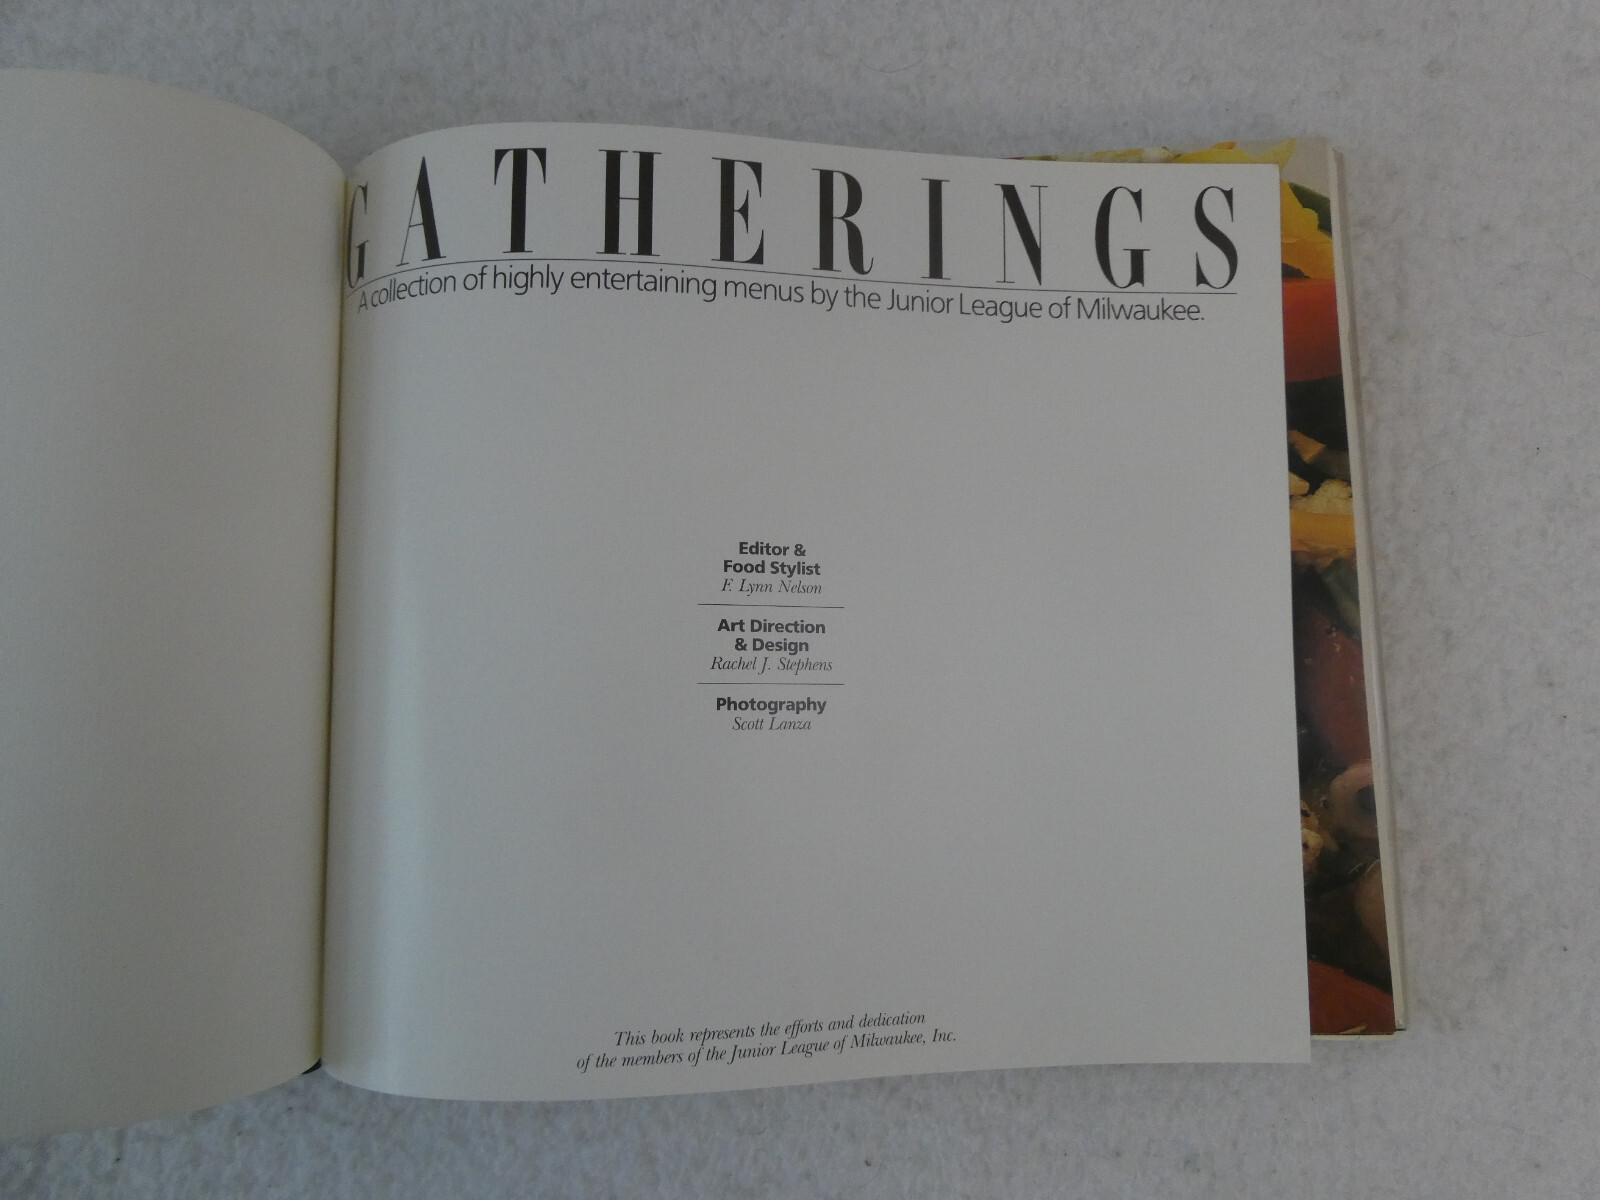 GATHERINGS
A collection of highly entertaining menus by the Junior League of Milwaukee.
Editor &
Food Stylist
F. Lynn Nelson
Art Direction
& Design
Rachel J. Stephens
Photography
Scott Lanza
This book represents the efforts and dedication
of the members of the Junior League of Milwaukee, Inc.